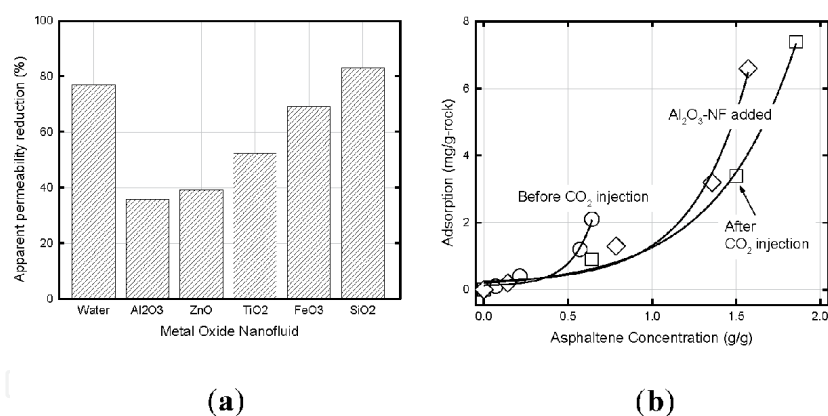 100
80
60
40
20
0
Apparent permeability reduction (%)
Water Al2O3 ZnO TiO2 FeO3 SiO2
Metal Oxide Nanofluid
(a)
8
6
4
2
0
Adsorption (mg/g-rock)
Al₂O₃-NF added
Before CO₂ injection
After
CO₂ injection
0.0 0.5 1.0 1.5 2.0
Asphaltene Concentration (g/g)
(b)